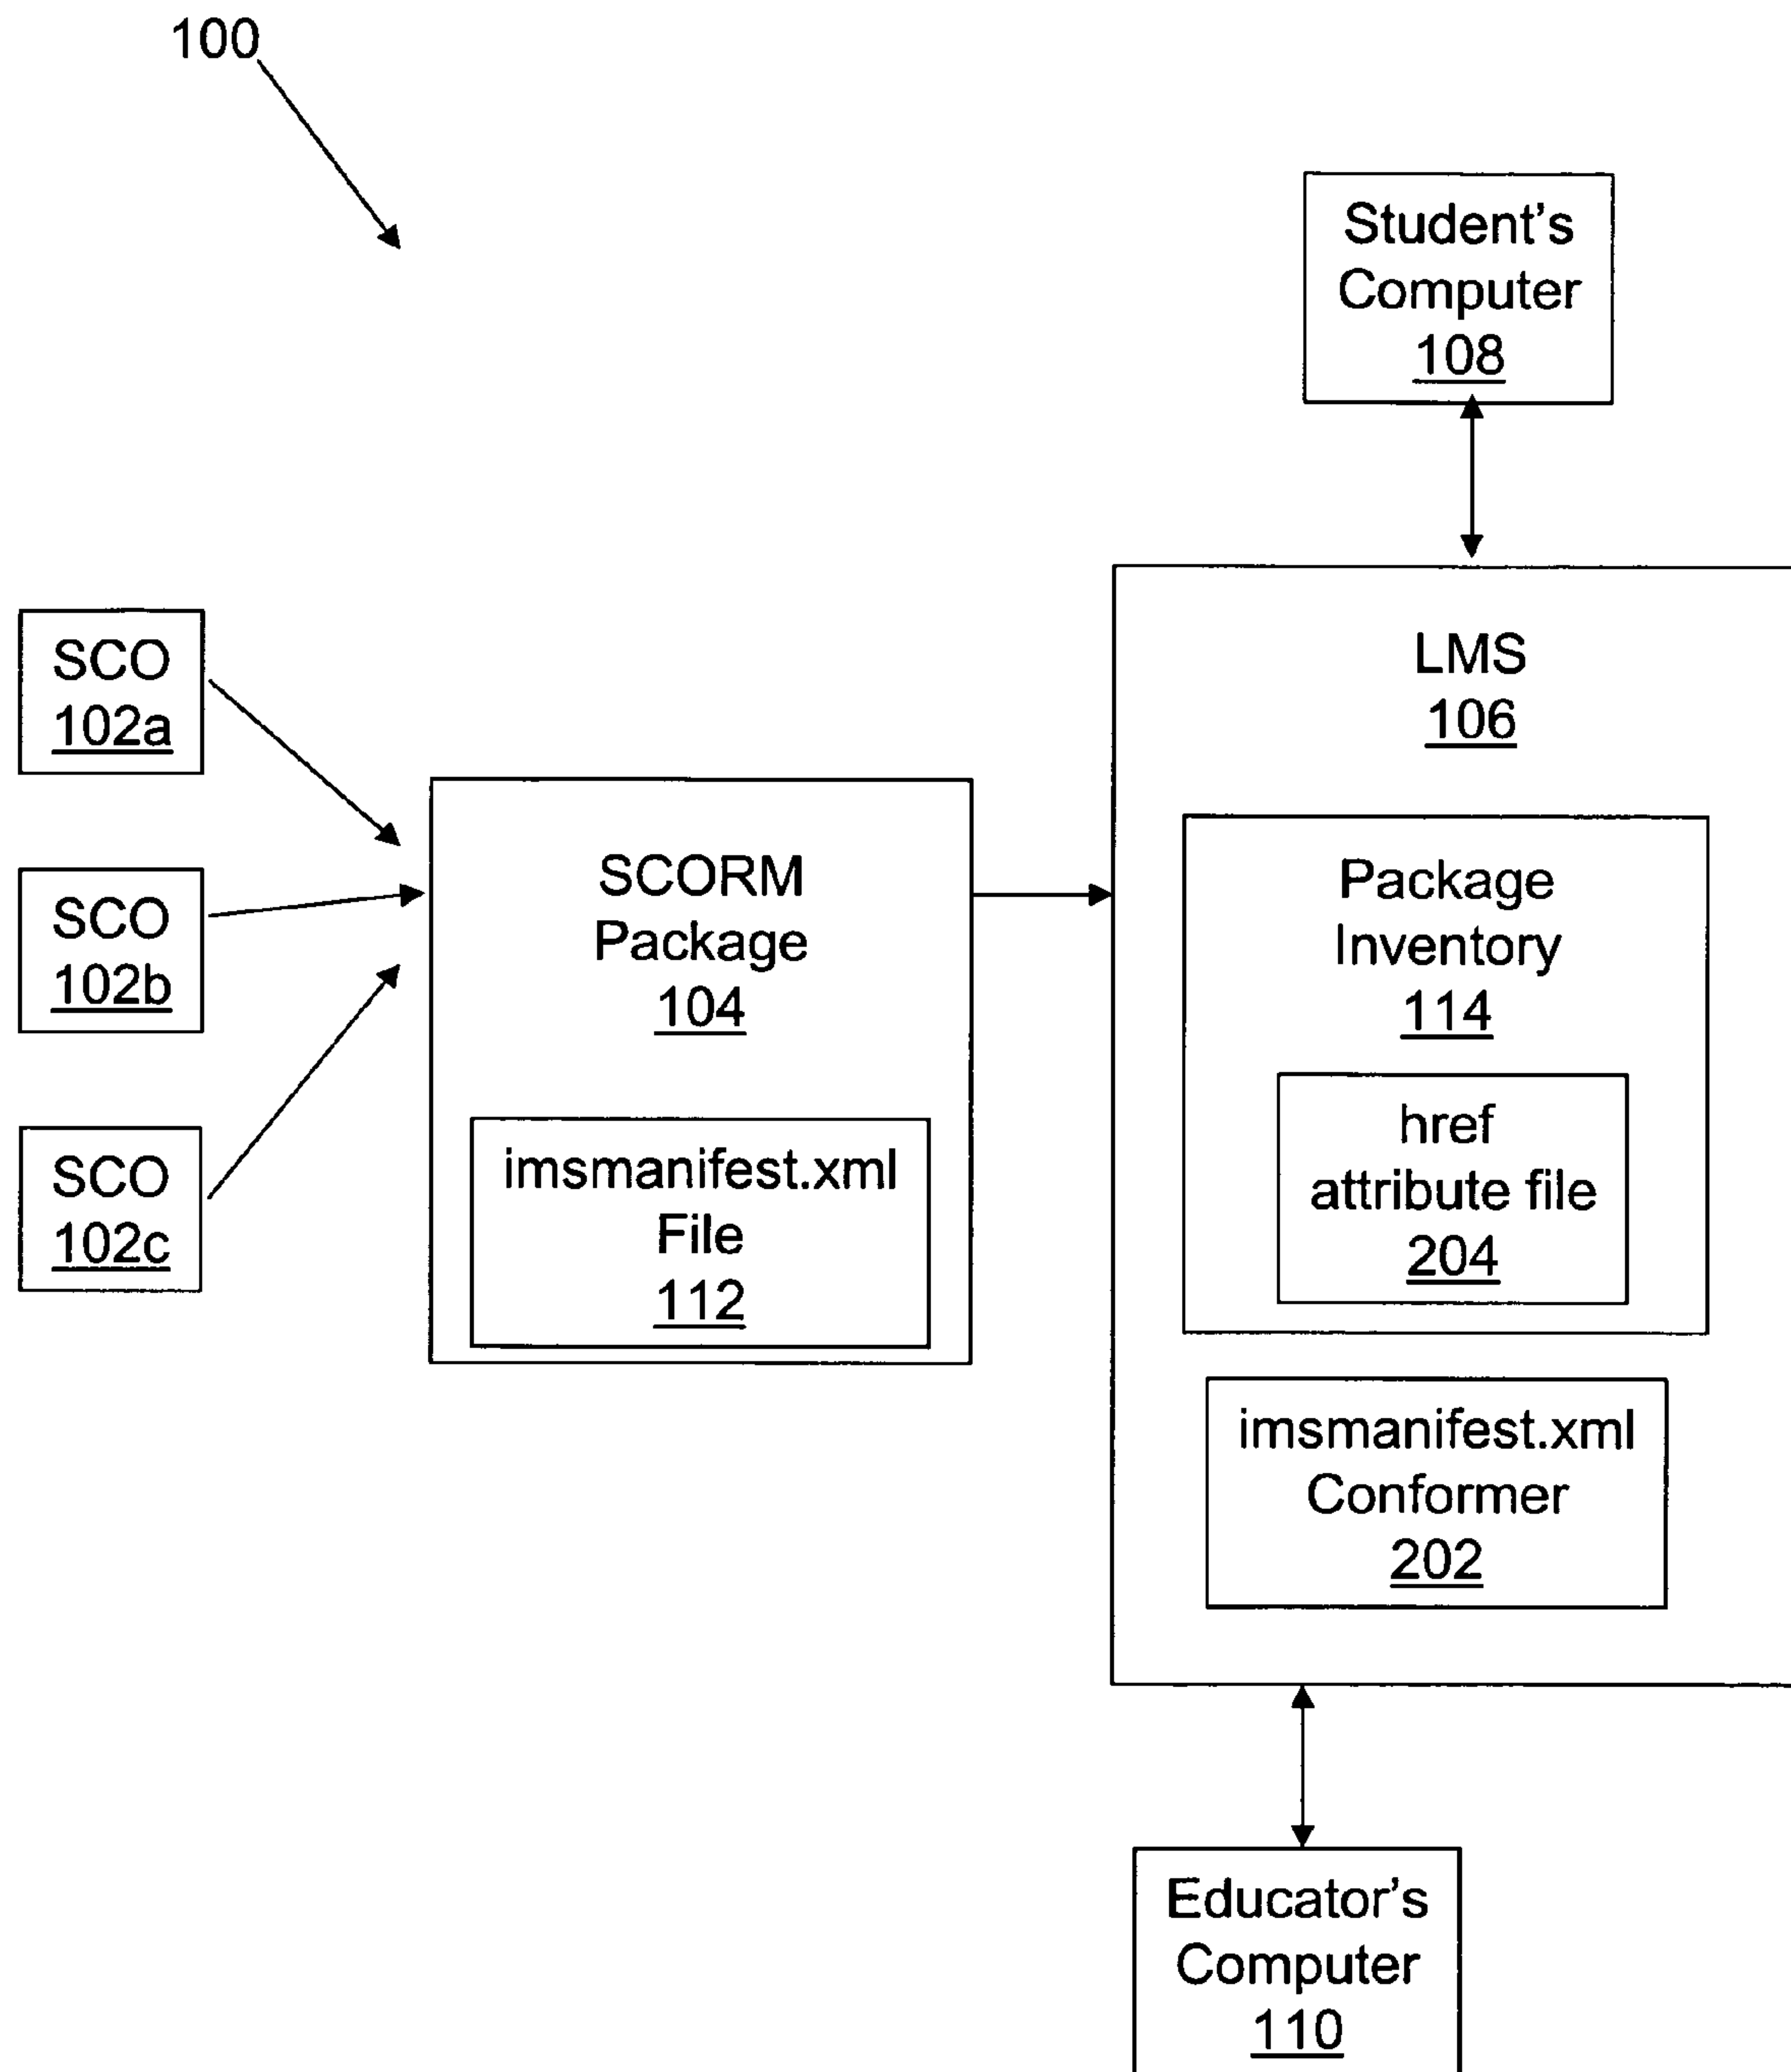 100
Student's
Computer
108
SCO
102a
SCO
102b
SCO
102c
SCORM
Package
104
imsmanifest.xml
File
112
LMS
106
Package
Inventory
114
href
attribute file
204
imsmanifest.xml
Conformer
202
Educator's
Computer
110